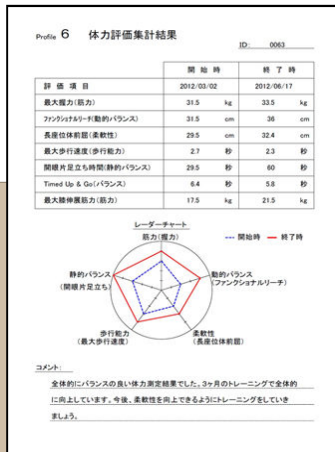 Profile 6 体力評価集計結果
ID: 0063
開始時 終了時
評価項目 2012/03/02 2012/06/17
最大握力(筋力) 31.5 kg 33.5 kg
ファンクショナルリーチ(動的バランス) 31.5 cm 36 cm
長座位体前屈(柔軟性) 29.5 cm 32.4 cm
最大歩行速度(歩行能力) 2.7 秒 2.3 秒
開眼片足立ち時間(静的バランス) 29.5 秒 60 秒
Timed Up & Go(バランス) 6.4 秒 5.8 秒
最大膝伸展筋力(筋力) 17.5 kg 21.5 kg
レーダーチャート
筋力(握力)
開始時 終了時
静的バランス
(開眼片足立ち)
動的バランス
(ファンクショナルリーチ)
歩行能力
(最大歩行速度)
柔軟性
(長座位体前屈)
コメント:
全体的にバランスの良い体力測定結果でした。3ヶ月のトレーニングで全体的
に向上しています。今後、柔軟性を向上できるようにトレーニングをしていき
ましょう。